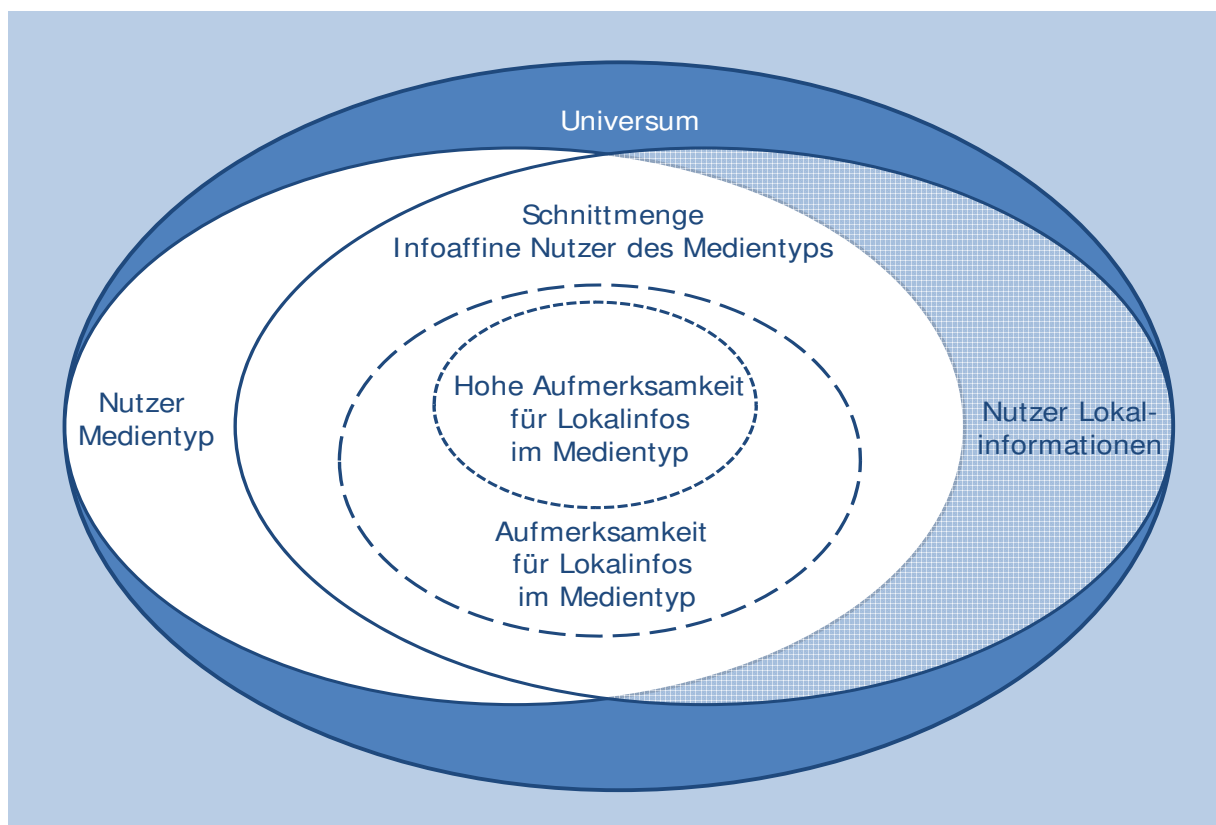 Universum
Schnittmenge
Infoaffine Nutzer des Medientyps
Nutzer
Medientyp
Hohe Aufmerksamkeit
für Lokalinfos
im Medientyp
Nutzer Lokal-
informationen
Aufmerksamkeit
für Lokalinfos
im Medientyp